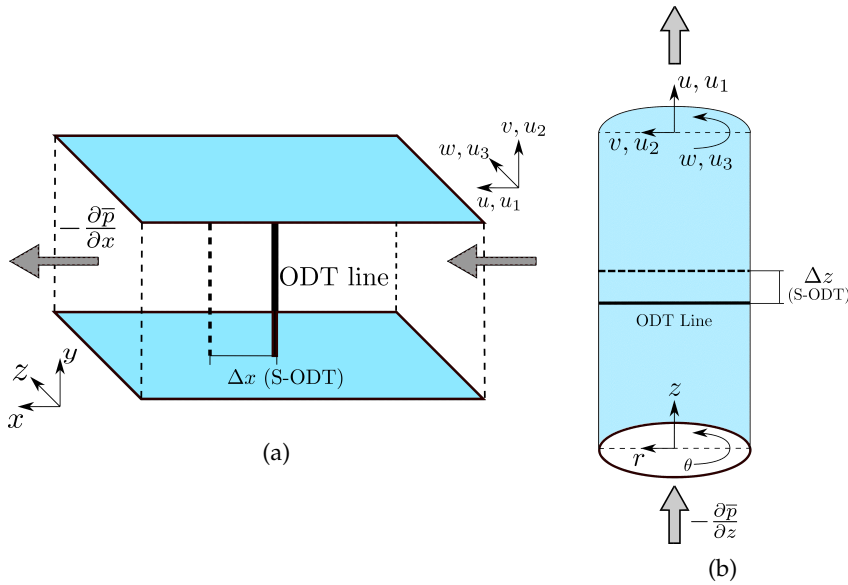 v, u₂
w, u₃
u, u₁
−∂p̅/∂x
ODT line
Δx (S-ODT)
y
z
x
(a)
u, u₁
v, u₂
w, u₃
Δz
(S-ODT)
ODT Line
z
r
θ
−∂p̅/∂z
(b)